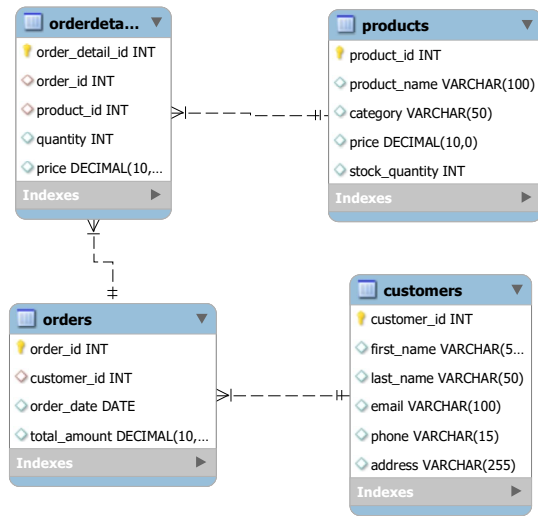 orderdeta...
order_detail_id INT
order_id INT
product_id INT
quantity INT
price DECIMAL(10,...
Indexes
products
product_id INT
product_name VARCHAR(100)
category VARCHAR(50)
price DECIMAL(10,0)
stock_quantity INT
Indexes
orders
order_id INT
customer_id INT
order_date DATE
total_amount DECIMAL(10,...
Indexes
customers
customer_id INT
first_name VARCHAR(5...
last_name VARCHAR(50)
email VARCHAR(100)
phone VARCHAR(15)
address VARCHAR(255)
Indexes